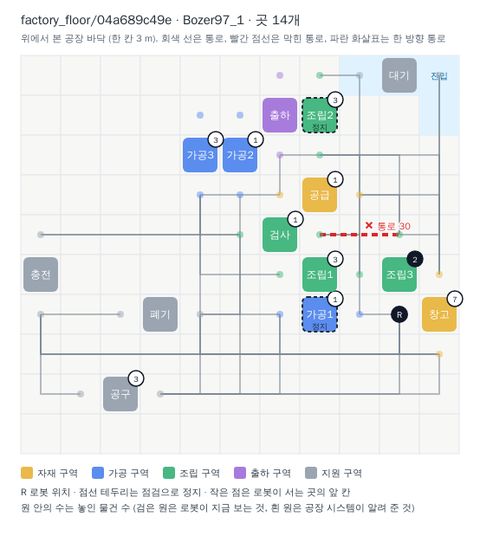 factory_floor/04a689c49e · Bozer97_1 · 곳 14개
위에서 본 공장 바닥 (한 칸 3 m). 회색 선은 통로, 빨간 점선은 막힌 통로, 파란 화살표는 한 방향 통로
대기
출하
조립2
3
정지
가공3
3
가공2
1
공급
1
검사
1
✕ 통로 30
충전
조립1
3
조립3
2
폐기
가공1
1
정지
R
창고
7
공구
3
자재 구역
가공 구역
조립 구역
출하 구역
지원 구역
R 로봇 위치 · 점선 테두리는 점검으로 정지 · 작은 점은 로봇이 서는 곳의 앞 칸
원 안의 수는 놓인 물건 수 (검은 원은 로봇이 지금 보는 것, 흰 원은 공장 시스템이 알려 준 것)